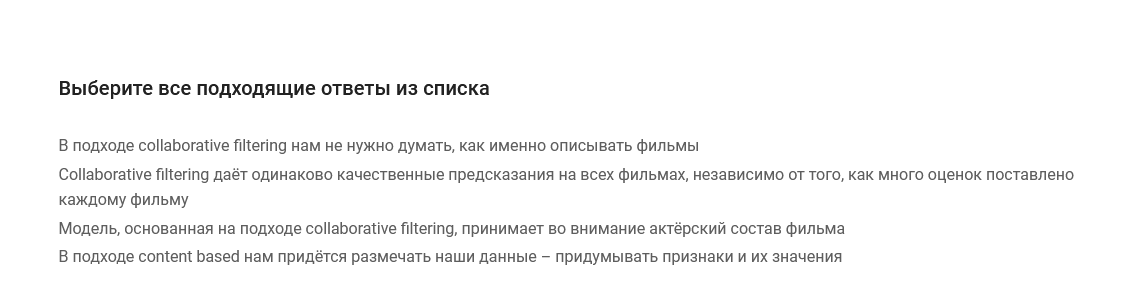 Выберите все подходящие ответы из списка
В подходе collaborative filtering нам не нужно думать, как именно описывать фильмы
Collaborative filtering даёт одинаково качественные предсказания на всех фильмах, независимо от того, как много оценок поставлено
каждому фильму
Модель, основанная на подходе collaborative filtering, принимает во внимание актёрский состав фильма
В подходе content based нам придётся размечать наши данные – придумывать признаки и их значения